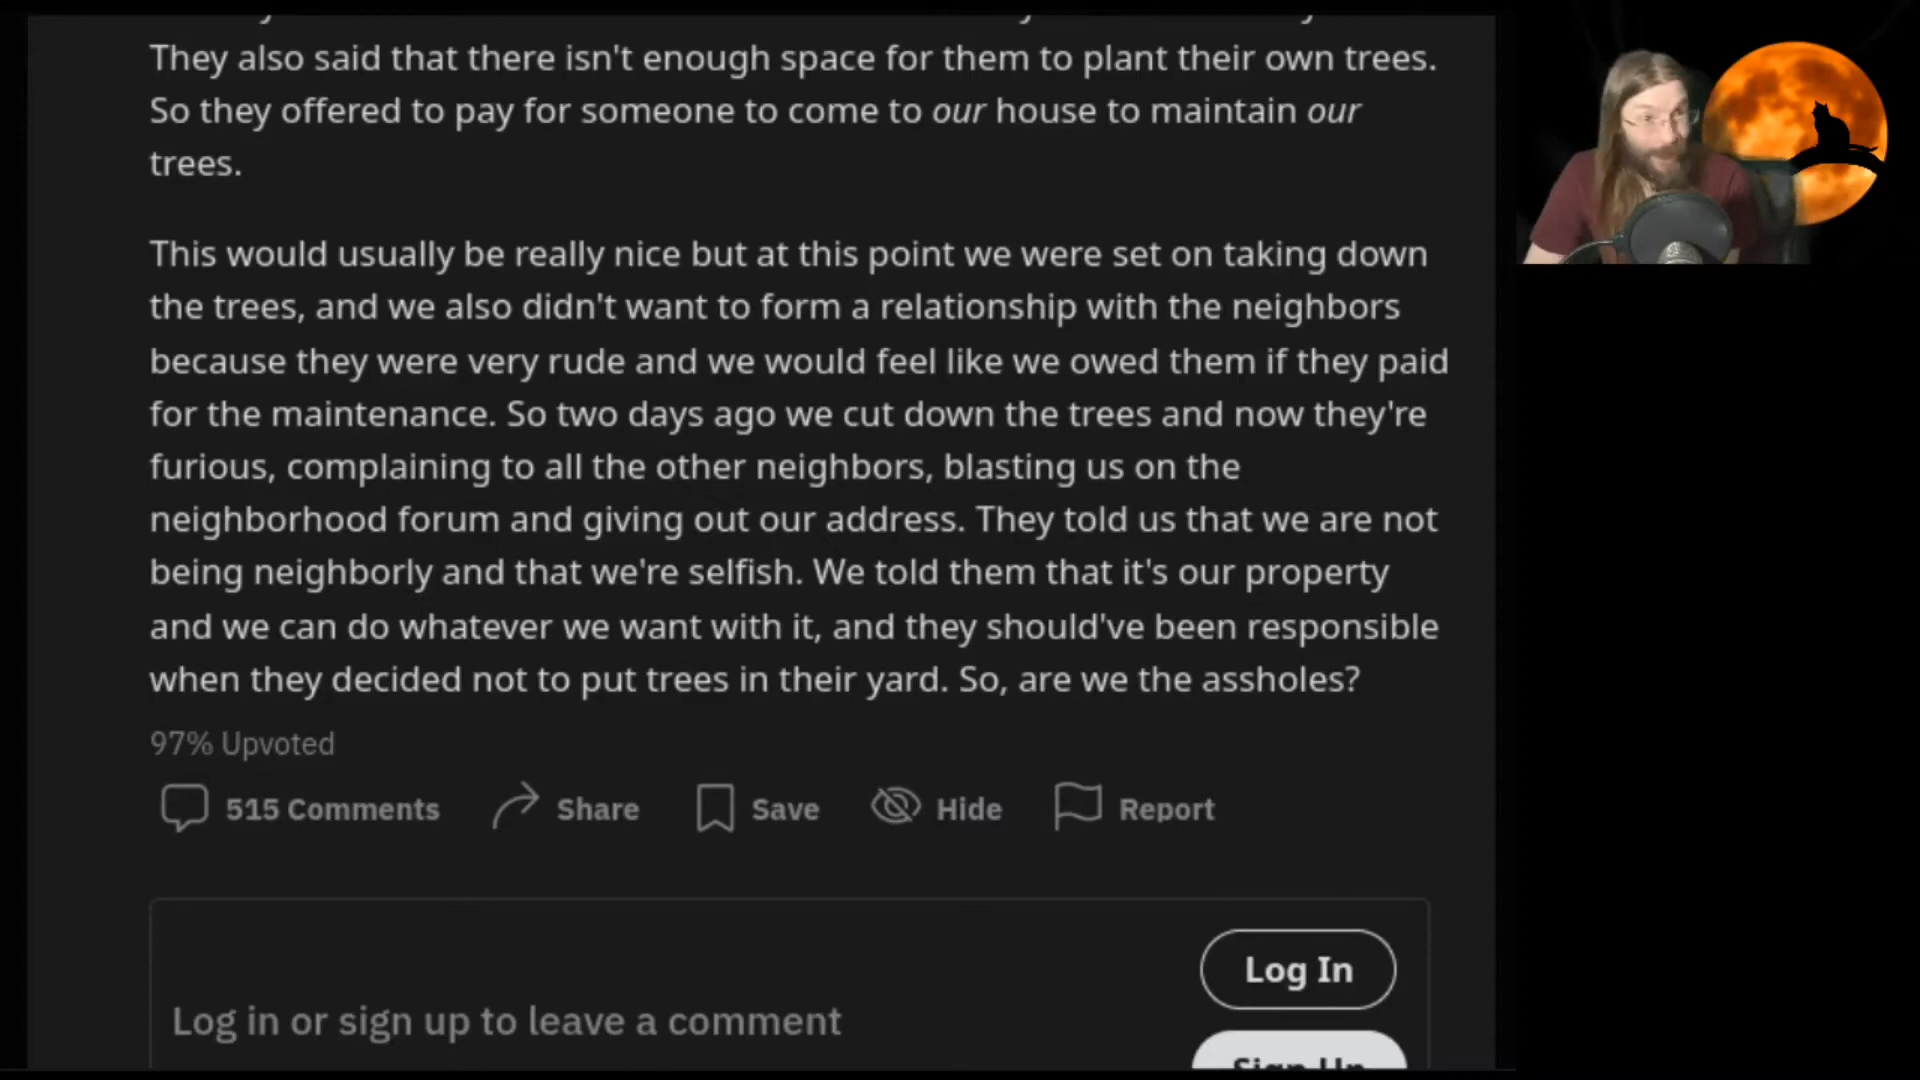 They also said that there isn't enough space for them to plant their own trees.
So they offered to pay for someone to come to our house to maintain our
trees.
This would usually be really nice but at this point we were set on taking down
the trees, and we also didn't want to form a relationship with the neighbors
because they were very rude and we would feel like we owed them if they paid
for the maintenance. So two days ago we cut down the trees and now they're
furious, complaining to all the other neighbors, blasting us on the
neighborhood forum and giving out our address. They told us that we are not
being neighborly and that we're selfish. We told them that it's our property
and we can do whatever we want with it, and they should've been responsible
when they decided not to put trees in their yard. So, are we the assholes?
97% Upvoted
515 Comments Share Save Hide Report
Log In
Log in or sign up to leave a comment
Sign Up